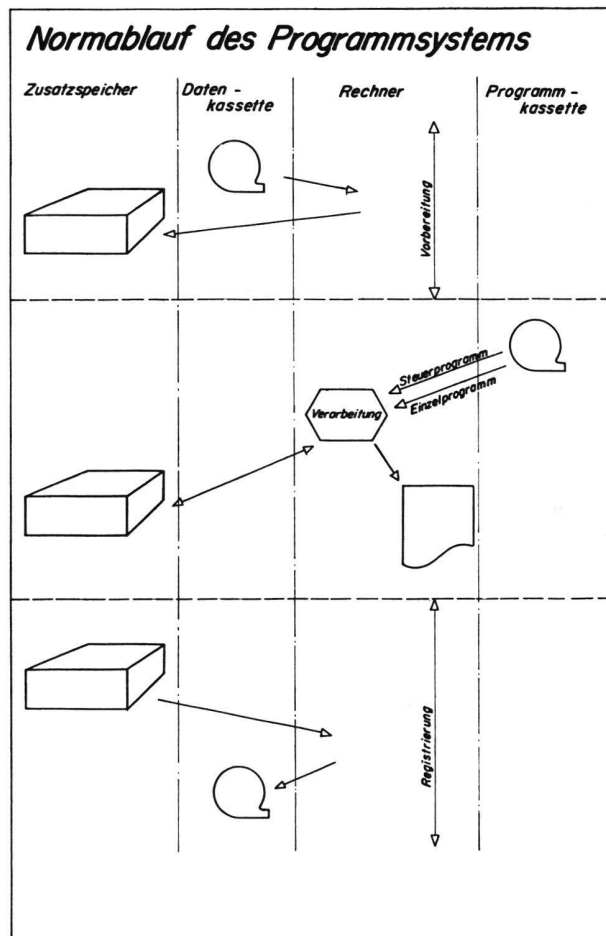 Normablauf des Programmsystems
Zusatzspeicher
Daten -
kassette
Rechner
Programm -
kassette
Vorbereitung
Steuerprogramm
Einzelprogramm
Verarbeitung
Registrierung